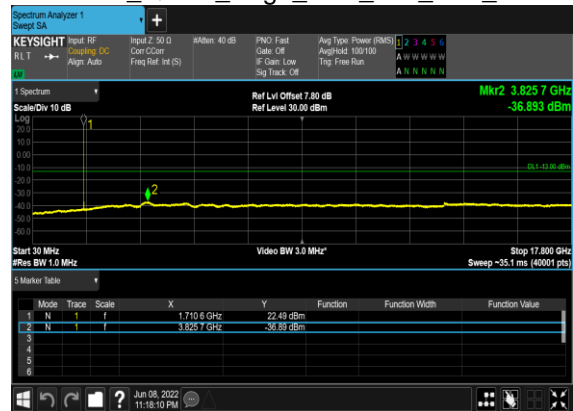 Spectrum Analyzer 1
Swept SA
+
KEYSIGHT
RLT
LM
Input: RF
Coupling: DC
Align: Auto
Input Z: 50 Ω
Corr CCorr
Freq Ref: Int (S)
#Atten: 40 dB
PNO: Fast
Gate: Off
IF Gain: Low
Sig Track: Off
Avg Type: Power (RMS)
Avg|Hold: 100/100
Trig: Free Run
1 2 3 4 5 6
A W W W W W
A N N N N N
1 Spectrum
Scale/Div 10 dB
Ref Lvl Offset 7.80 dB
Ref Level 30.00 dBm
Mkr2 3.825 7 GHz
-36.893 dBm
Log
20.0
10.0
0.00
-10.0
-20.0
-30.0
-40.0
-50.0
-60.0
1
2
DL1 -13.00 dBm
Start 30 MHz
#Res BW 1.0 MHz
Video BW 3.0 MHz*
Stop 17.800 GHz
Sweep ~35.1 ms (40001 pts)
5 Marker Table
Mode Trace Scale X Y Function Function Width Function Value
1 N 1 f 1.710 6 GHz 22.49 dBm
2 N 1 f 3.825 7 GHz -36.89 dBm
3
4
5
6
?
Jun 08, 2022
11:18:10 PM